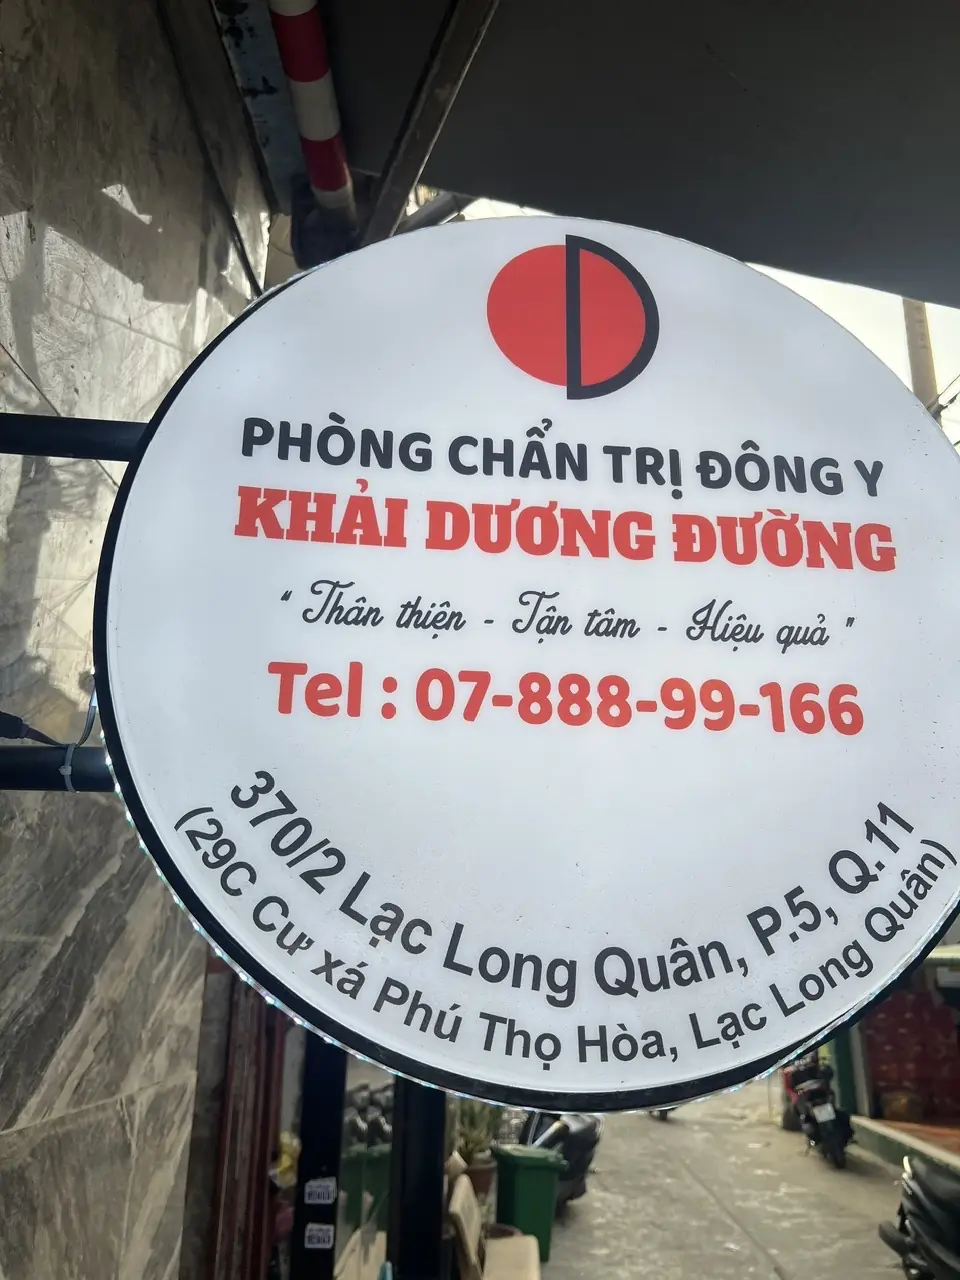 PHÒNG CHẨN TRỊ ĐÔNG Y
KHẢI DƯƠNG ĐƯỜNG
“ Thân thiện - Tận tâm - Hiệu quả ”
Tel : 07-888-99-166
370/2 Lạc Long Quân, P.5, Q.11
(29C Cư xá Phú Thọ Hòa, Lạc Long Quân)